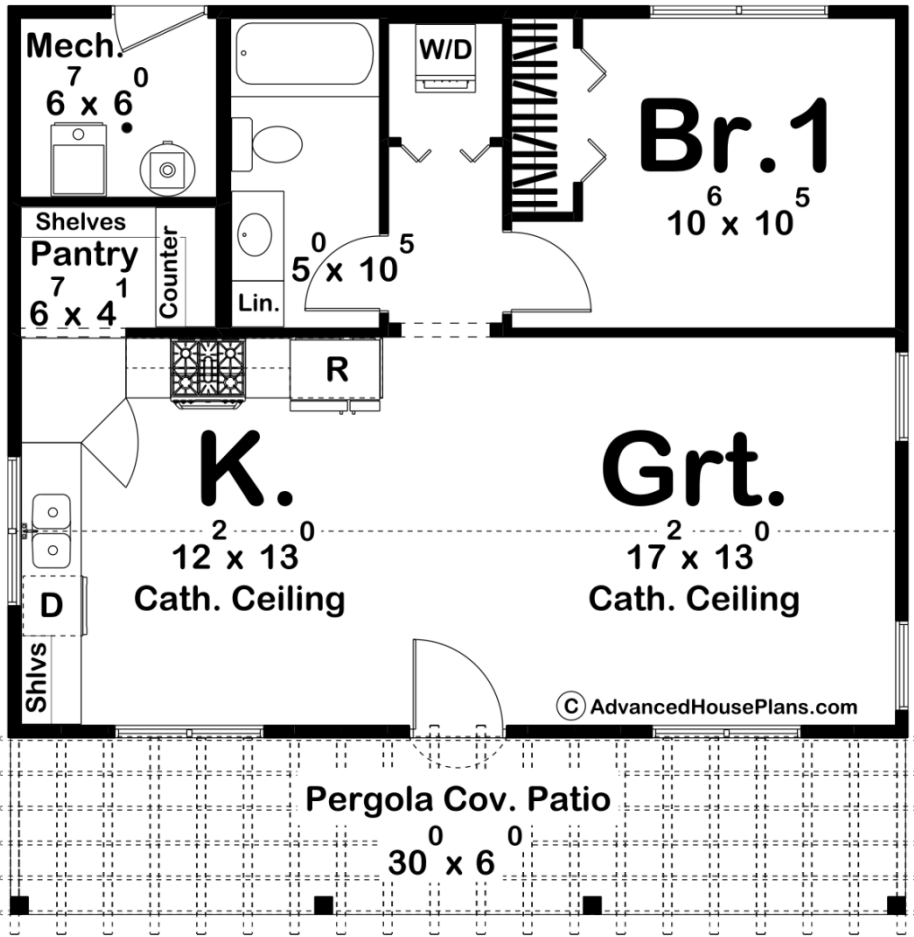 Mech.
6⁷ x 6⁰
W/D
Br.1
10⁶ x 10⁵
Shelves
Pantry
6⁷ x 4¹
Counter
5⁰ x 10⁵
Lin.
R
K.
12² x 13⁰
Cath. Ceiling
Grt.
17² x 13⁰
Cath. Ceiling
D
Shlvs
© AdvancedHousePlans.com
Pergola Cov. Patio
30⁰ x 6⁰